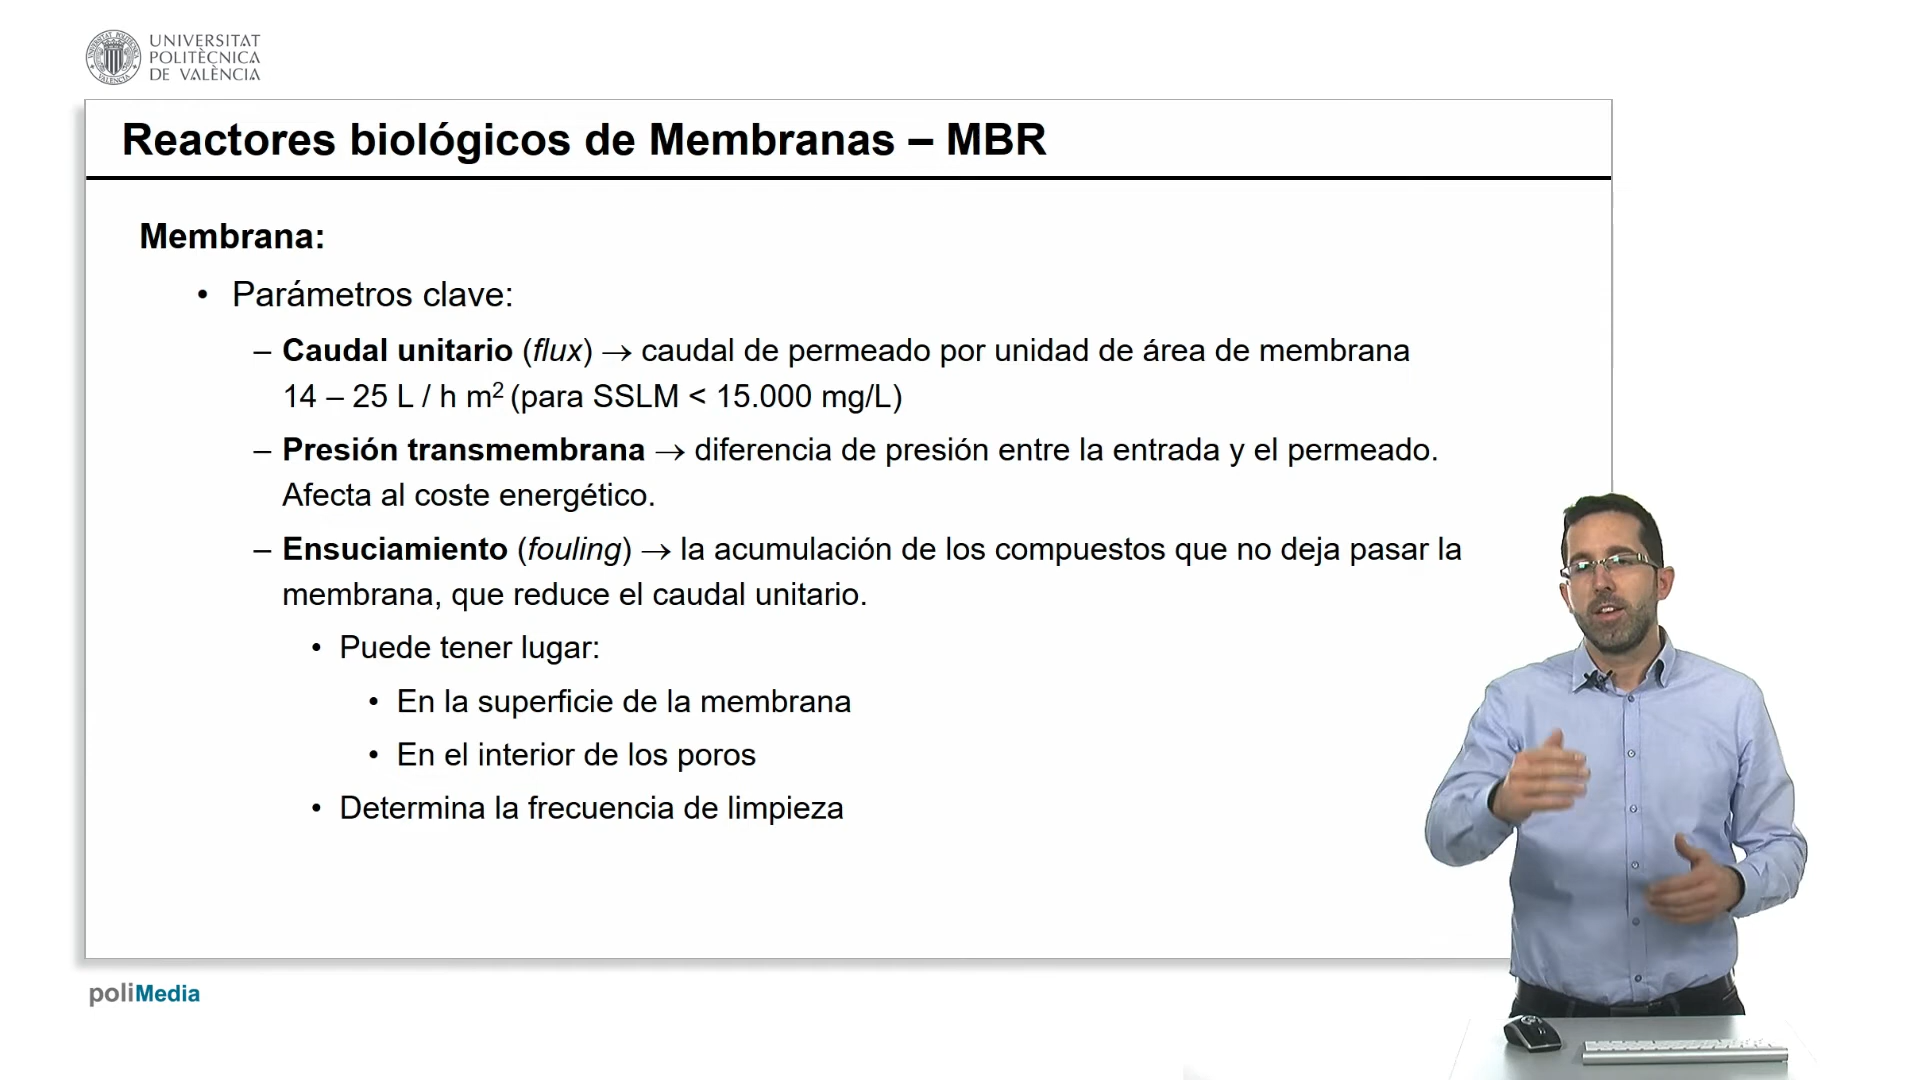 UNIVERSITAT
POLITÈCNICA
DE VALÈNCIA
Reactores biológicos de Membranas – MBR
Membrana:
• Parámetros clave:
– Caudal unitario (flux) → caudal de permeado por unidad de área de membrana
14 – 25 L / h m² (para SSLM < 15.000 mg/L)
– Presión transmembrana → diferencia de presión entre la entrada y el permeado.
Afecta al coste energético.
– Ensuciamiento (fouling) → la acumulación de los compuestos que no deja pasar la
membrana, que reduce el caudal unitario.
• Puede tener lugar:
• En la superficie de la membrana
• En el interior de los poros
• Determina la frecuencia de limpieza
poliMedia